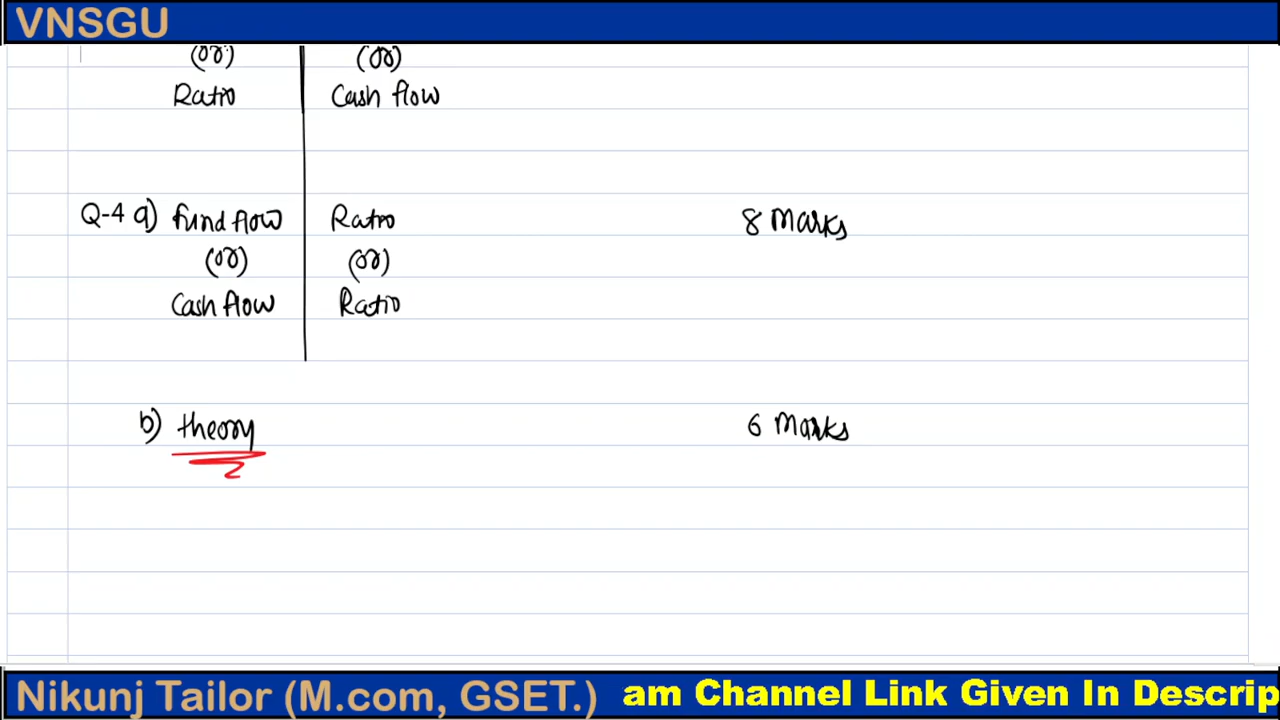 VNSGU
(or) (or)
Ratio Cash flow
Q-4 a) fund flow Ratio 8 Marks
(or) (or)
Cash flow Ratio
b) theory 6 Marks
Nikunj Tailor (M.com, GSET.) am Channel Link Given In Descrip